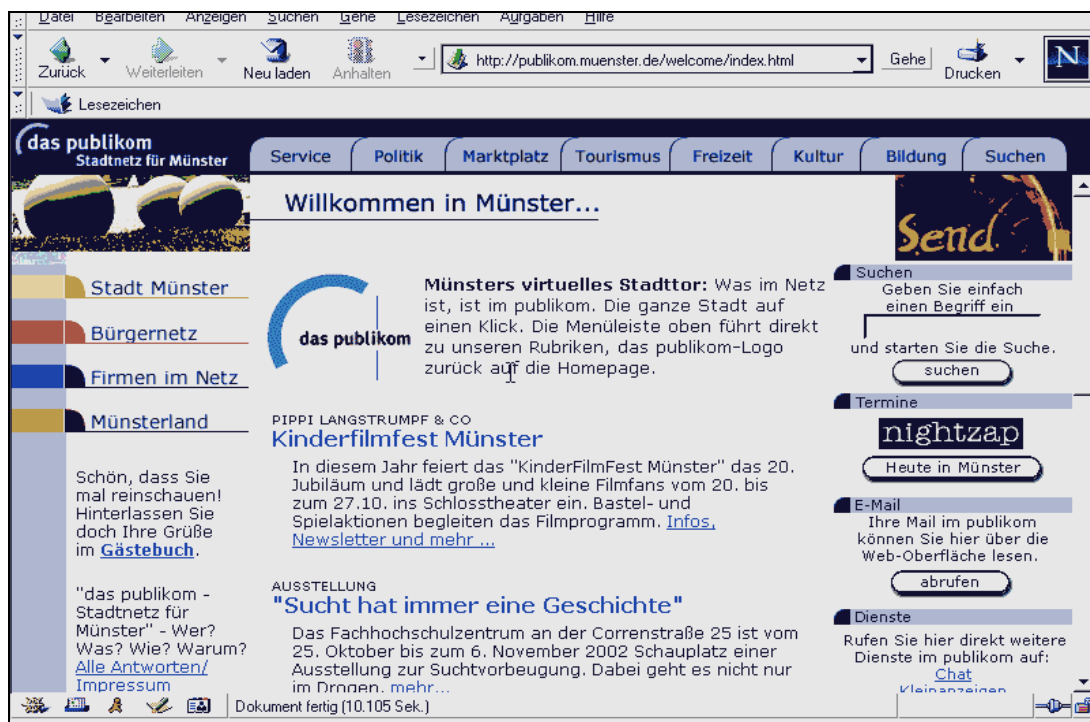 Datei Bearbeiten Anzeigen Suchen Gehe Lesezeichen Aufgaben Hilfe
Zurück Weiterleiten Neu laden Anhalten http://publikom.muenster.de/welcome/index.html Gehe Drucken N
Lesezeichen
das publikom
Stadtnetz für Münster
Service Politik Marktplatz Tourismus Freizeit Kultur Bildung Suchen
Willkommen in Münster...
Send
Stadt Münster
Bürgernetz
Firmen im Netz
Münsterland
Schön, dass Sie
mal reinschauen!
Hinterlassen Sie
doch Ihre Grüße
im Gästebuch.
"das publikom -
Stadtnetz für
Münster" - Wer?
Was? Wie? Warum?
Alle Antworten/
Impressum
das publikom
Münsters virtuelles Stadttor: Was im Netz
ist, ist im publikom. Die ganze Stadt auf
einen Klick. Die Menüleiste oben führt direkt
zu unseren Rubriken, das publikom-Logo
zurück auf die Homepage.
PIPPI LANGSTRUMPF & CO
Kinderfilmfest Münster
In diesem Jahr feiert das "KinderFilmFest Münster" das 20.
Jubiläum und lädt große und kleine Filmfans vom 20. bis
zum 27.10. ins Schlosstheater ein. Bastel- und
Spielaktionen begleiten das Filmprogramm. Infos,
Newsletter und mehr ...
AUSSTELLUNG
"Sucht hat immer eine Geschichte"
Das Fachhochschulzentrum an der Correnstraße 25 ist vom
25. Oktober bis zum 6. November 2002 Schauplatz einer
Ausstellung zur Suchtvorbeugung. Dabei geht es nicht nur
im Drogen. mehr...
Suchen
Geben Sie einfach
einen Begriff ein
und starten Sie die Suche.
suchen
Termine
nightzap
Heute in Münster
E-Mail
Ihre Mail im publikom
können Sie hier über die
Web-Oberfläche lesen.
abrufen
Dienste
Rufen Sie hier direkt weitere
Dienste im publikom auf:
Chat
Kleinanzeigen
Dokument fertig (10.105 Sek.)